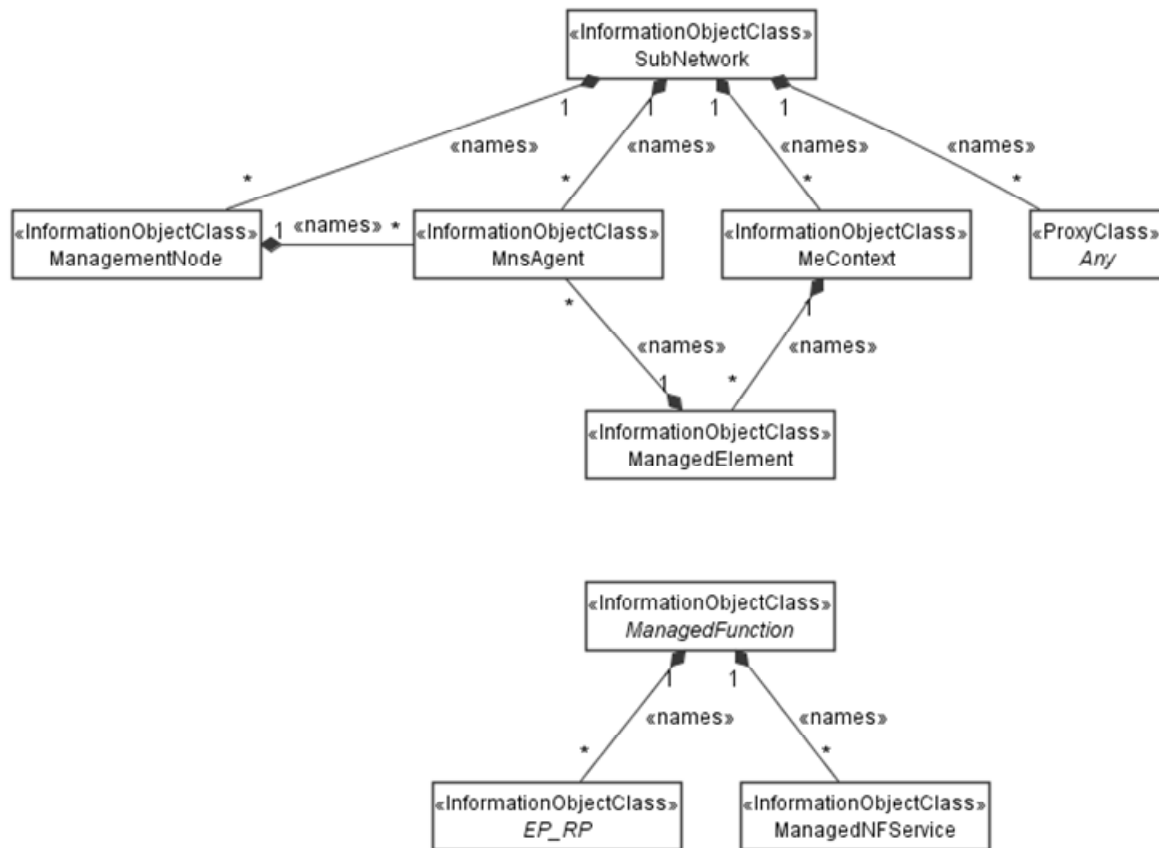 «InformationObjectClass»
SubNetwork
1 1 1 1
«names» «names» «names» «names»
* * * *
«InformationObjectClass»
ManagementNode
1 «names» *
«InformationObjectClass»
MnsAgent
«InformationObjectClass»
MeContext
«ProxyClass»
Any
* 1
«names» «names»
1 *
«InformationObjectClass»
ManagedElement
«InformationObjectClass»
ManagedFunction
1 1
«names» «names»
* *
«InformationObjectClass»
EP_RP
«InformationObjectClass»
ManagedNFService